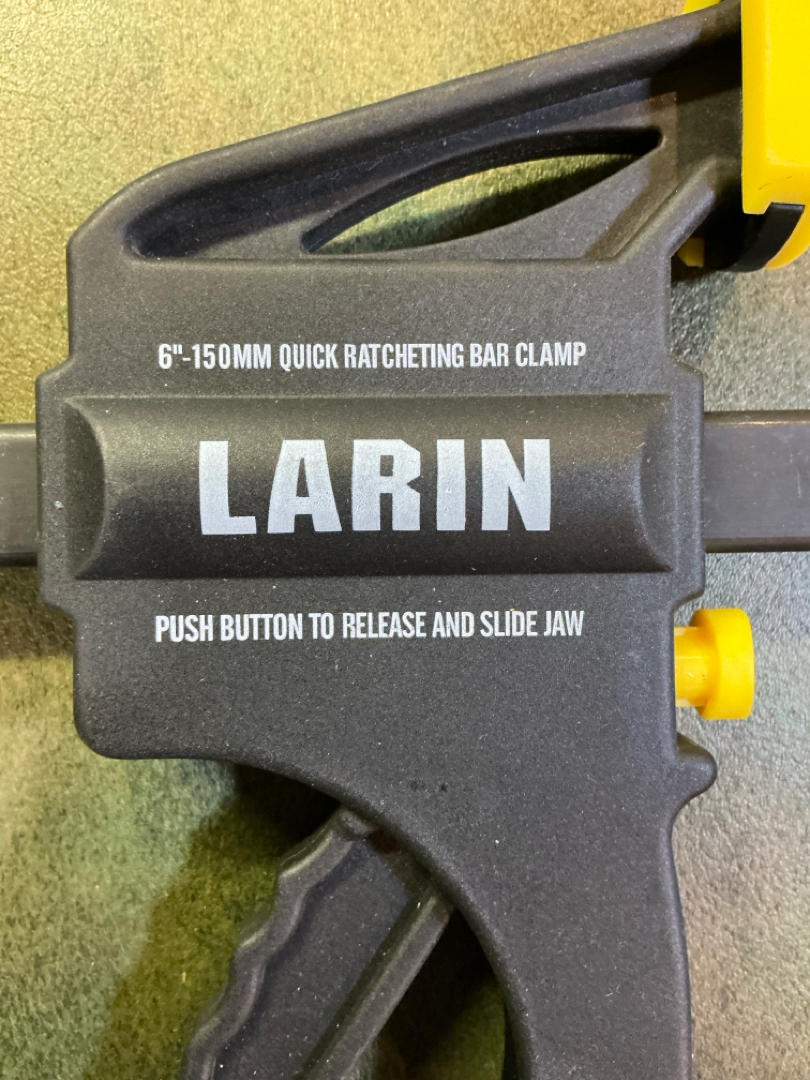 6"-150MM QUICK RATCHETING BAR CLAMP
LARIN
PUSH BUTTON TO RELEASE AND SLIDE JAW